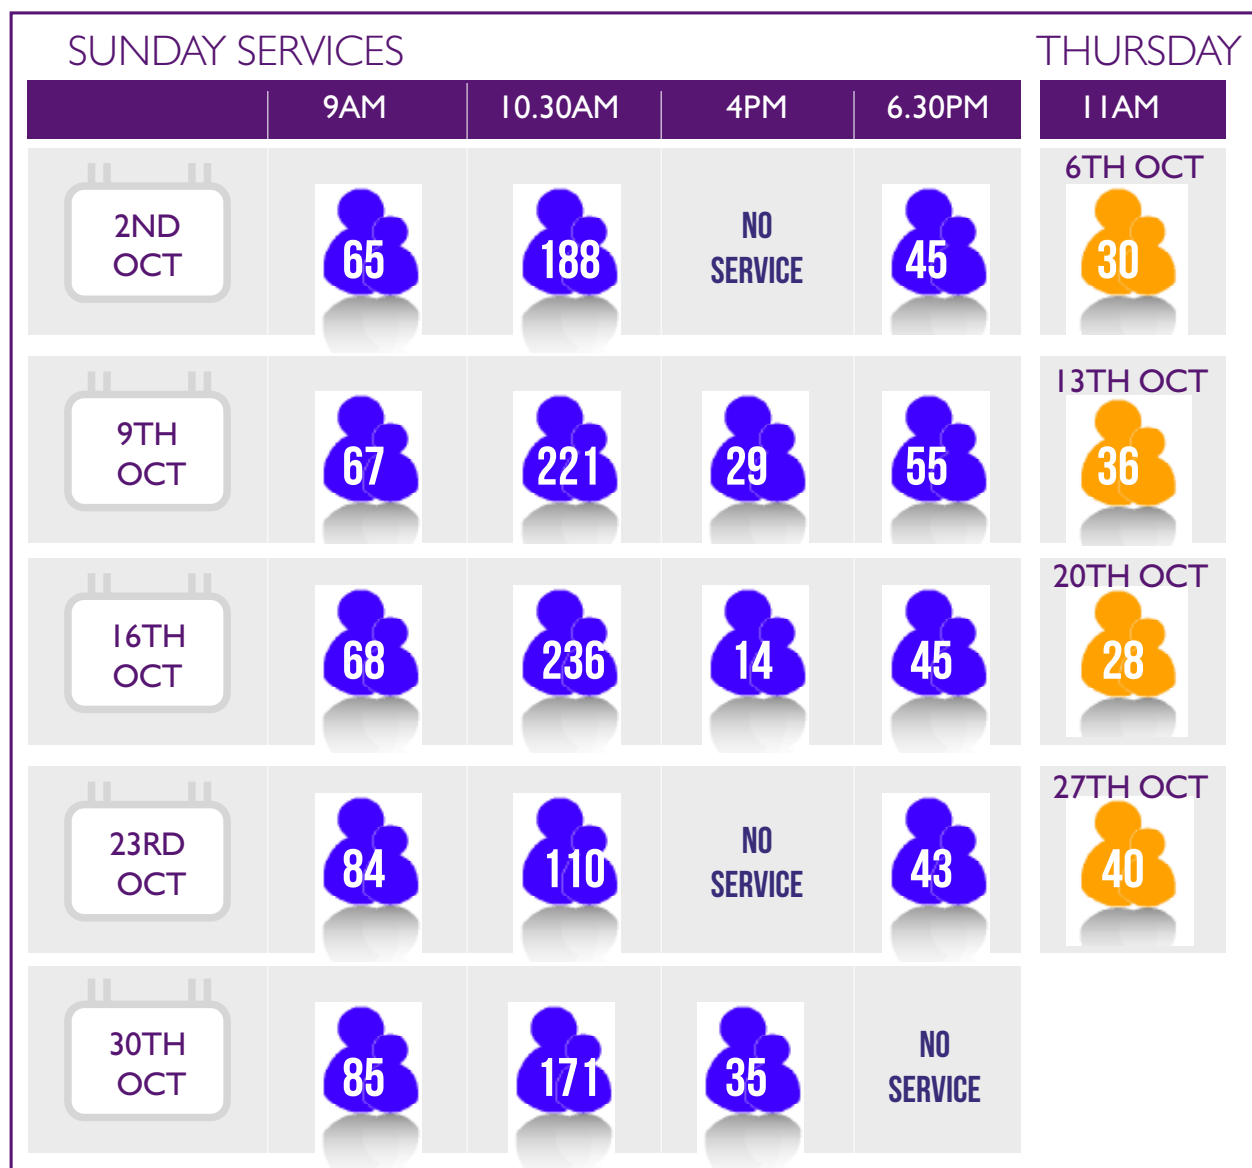 SUNDAY SERVICES
THURSDAY
9AM
10.30AM
4PM
6.30PM
11AM
2ND
OCT
65
188
NO
SERVICE
45
6TH OCT
30
9TH
OCT
67
221
29
55
13TH OCT
36
16TH
OCT
68
236
14
45
20TH OCT
28
23RD
OCT
84
110
NO
SERVICE
43
27TH OCT
40
30TH
OCT
85
171
35
NO
SERVICE